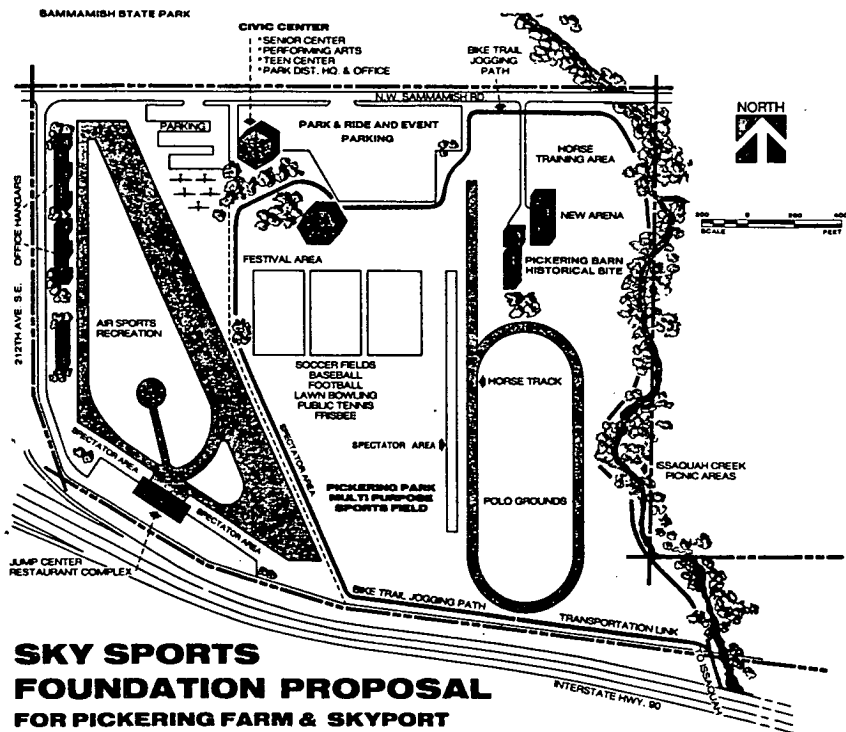 SAMMAMISH STATE PARK
CIVIC CENTER
*SENIOR CENTER
*PERFORMING ARTS
*TEEN CENTER
*PARK DIST. HQ. & OFFICE
BIKE TRAIL
JOGGING
PATH
N.W. SAMMAMISH RD.
NORTH
PARKING
PARK & RIDE AND EVENT
PARKING
HORSE
TRAINING AREA
OFFICE HANGARS
NEW ARENA
200 0 200 400
SCALE FEET
PICKERING BARN
HISTORICAL SITE
FESTIVAL AREA
212TH AVE. S.E.
AIR SPORTS
RECREATION
SOCCER FIELDS
BASEBALL
FOOTBALL
LAWN BOWLING
PUBLIC TENNIS
FRISBEE
HORSE TRACK
SPECTATOR AREA
SPECTATOR AREA
SPECTATOR AREA
PICKERING PARK
MULTI PURPOSE
SPORTS FIELD
POLO GROUNDS
ISSAQUAH CREEK
PICNIC AREAS
SPECTATOR AREA
JUMP CENTER
RESTAURANT COMPLEX
BIKE TRAIL JOGGING PATH
TRANSPORTATION LINK
TO ISSAQUAH
INTERSTATE HWY. 90
SKY SPORTS
FOUNDATION PROPOSAL
FOR PICKERING FARM & SKYPORT